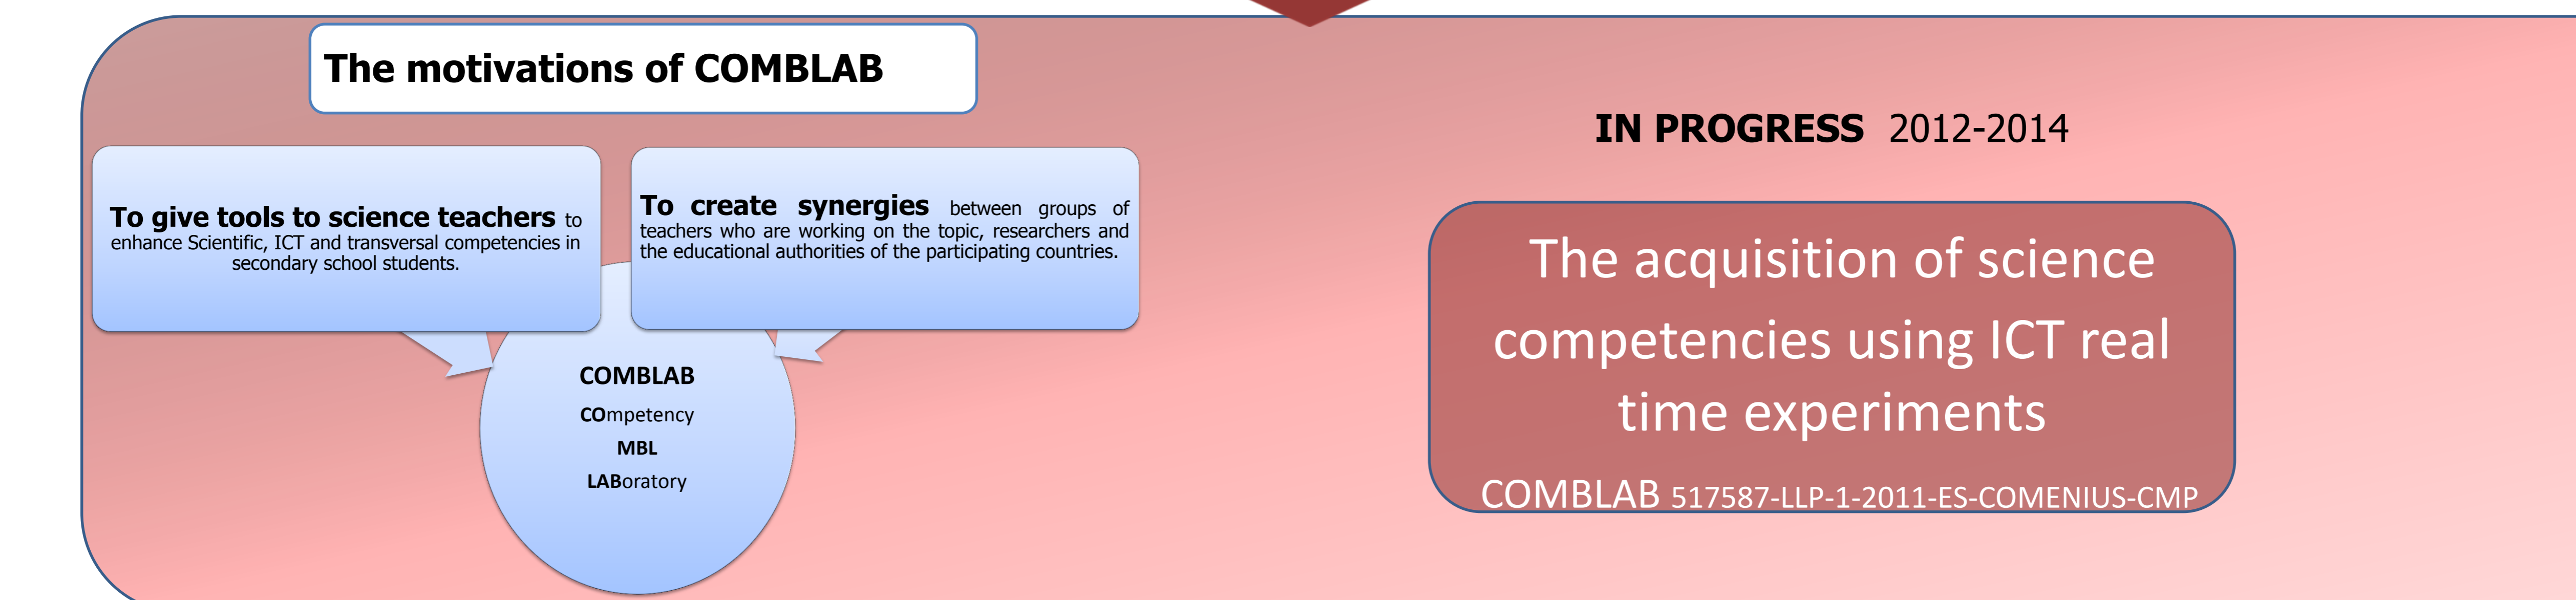 The motivations of COMBLAB
To give tools to science teachers to
enhance Scientific, ICT and transversal competencies in
secondary school students.
To create synergies between groups of
teachers who are working on the topic, researchers and
the educational authorities of the participating countries.
COMBLAB
COmpetency
MBL
LABoratory
IN PROGRESS 2012-2014
The acquisition of science
competencies using ICT real
time experiments
COMBLAB 517587-LLP-1-2011-ES-COMENIUS-CMP